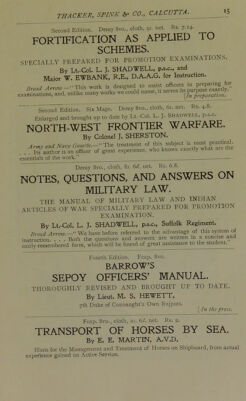 THACKER, SPINK & CO., CALCUTTA. 15
Second Edition. Demy 8vo., cloth, 5s. net. Rs. 7.14.
FORTIFICATION AS APPLIED TO
SCHEMES.
SPECIALLY PREPARED FOR PROMOTION EXAMINATIONS.
By Lt.-Col. L. J. SHADWELL, p.s.c., and
Major W. EWBANK, R.E., D.A.A.G. for Instruction.
Broad Arrow.—"This work is designed to assist officers in preparing for
examinations, and, unlike many works we could name, it serves its purpose exactly."
[In preparation.
Second Edition. Six Maps. Demy 8vo., cloth, net. Rs. 4.8.
Enlarged and brought up to date by Lt.-Col. L. J. SHADWELL, p.s.c.
NORTH-WEST FRONTIER WARFARE.
By Colonel J. SHERSTON.
Army and Navy Gazette.—"The treatment of this subject is most practical.
. . Its author is an officer of great experience, who knows exactly what are the
essentials of the work."
Demy 8vo., cloth, 8s. 6d. net. Rs. 6.8.
NOTES, QUESTIONS, AND ANSWERS ON
MILITARY LAW.
THE MANUAL OF MILITARY LAW AND INDIAN
ARTICLES OF WAR SPECIALLY PREPARED FOR PROMOTION
EXAMINATION.
By Lt.-Col. L. J. SHADWELL, p.s.c., Suffolk Regiment.
Broad Arrow.—"We have before referred to the advantage of this system of
instruction. . . . Both the questions and answers are written in a concise and
easily remembered form, which will be found of great assistance to the student."
Fourth Edition. Fcap. 8vo.
BARROW'S
SEPOY OFFICERS' MANUAL.
THOROUGHLY REVISED AND BROUGHT UP TO DATE.
By Lieut. M. S. HEWETT,
7th Duke of Connaught's Own Rajputs.
[In the press.
Fcap. 8vo., cloth, 2s. 6d. net. Rs. 2.
TRANSPORT OF HORSES BY SEA.
By E. E. MARTIN, A.V.D.
Hints for the Management and Treatment of Horses on Shipboard, from actual
experience gained on Active Service.